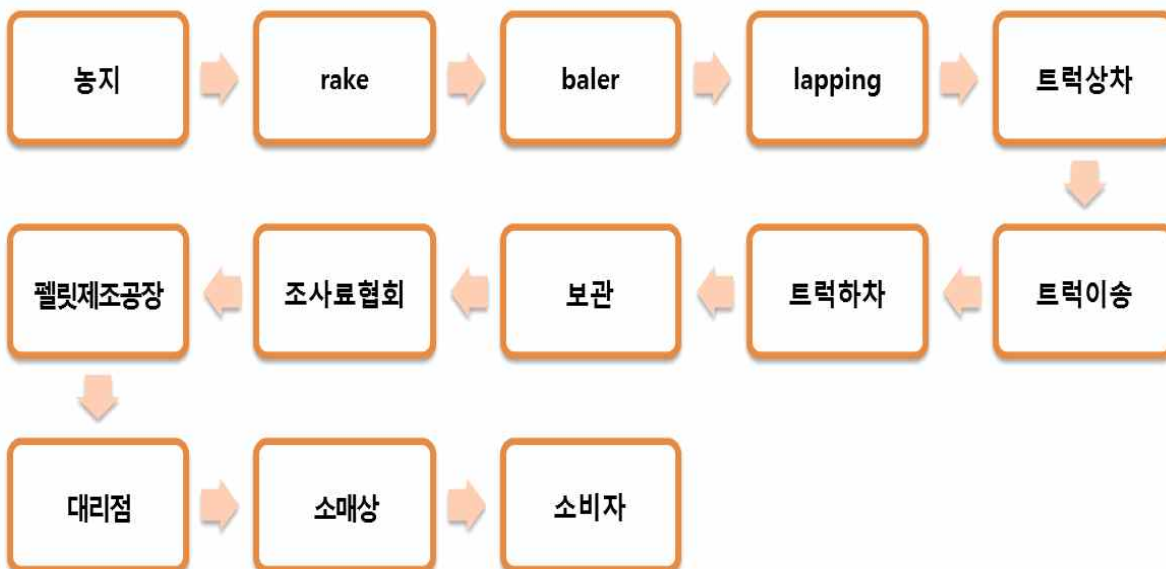 농지
rake
baler
lapping
트럭상차
트럭이송
트럭하차
보관
조사료협회
펠릿제조공장
대리점
소매상
소비자